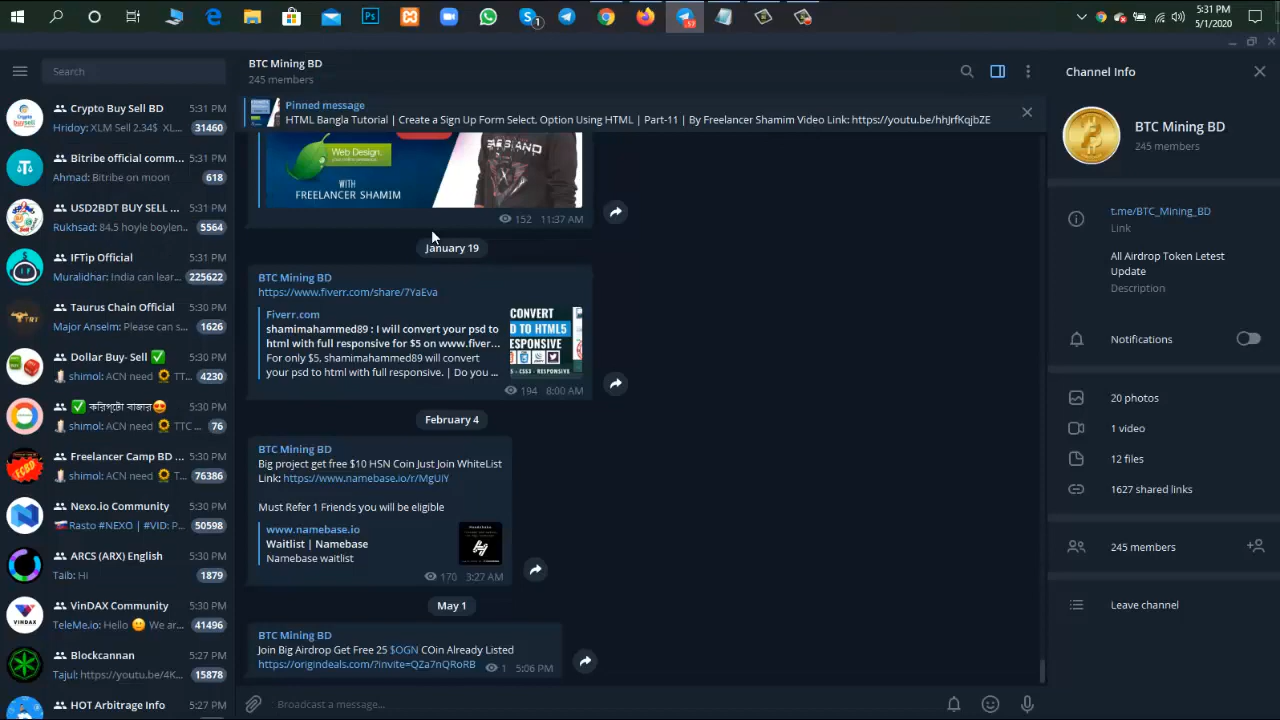 5:31 PM
5/1/2020
Search
Crypto Buy Sell BD 5:31 PM
Hridoy: XLM Sell 2.34$ XL... 31460
Bitribe official comm... 5:31 PM
Ahmad: Bitribe on moon 618
USD2BDT BUY SELL ... 5:31 PM
Rukhsad: 84.5 hoyle boylen.. 5564
IFTip Official 5:31 PM
Muralidhar: India can lear... 225622
Taurus Chain Official 5:30 PM
Major Anselm: Please can s... 1626
Dollar Buy- Sell ✅ 5:30 PM
shimol: ACN need 🌻 TT... 4230
✅ ক্রিপ্টো বাজার😍 5:30 PM
shimol: ACN need 🌻 TTC ... 76
Freelancer Camp BD ... 5:30 PM
shimol: ACN need 🌻 T... 76386
Nexo.io Community 5:30 PM
Rasto #NEXO | #VID: P... 50598
ARCS (ARX) English 5:30 PM
Taib: Hi 1879
VinDAX Community 5:30 PM
TeleMe.io: Hello 🙂 We ar... 41496
Blockcannan 5:27 PM
Tajul: https://youtu.be/4K... 15878
HOT Arbitrage Info 5:27 PM
BTC Mining BD
245 members
Pinned message
HTML Bangla Tutorial | Create a Sign Up Form Select, Option Using HTML | Part-11 | By Freelancer Shamim Video Link: https://youtu.be/hhJrfKqjbZE
Web Design
WITH
FREELANCER SHAMIM
152 11:37 AM
January 19
BTC Mining BD
https://www.fiverr.com/share/7YaEva
Fiverr.com
shamimahammed89 : I will convert your psd to
html with full responsive for $5 on www.fiver...
For only $5, shamimahammed89 will convert
your psd to html with full responsive. | Do you ...
CONVERT
D TO HTML5
ESPONSIVE
194 8:00 AM
February 4
BTC Mining BD
Big project get free $10 HSN Coin Just Join WhiteList
Link: https://www.namebase.io/r/MgUIY
Must Refer 1 Friends you will be eligible
www.namebase.io
Waitlist | Namebase
Namebase waitlist
170 3:27 AM
May 1
BTC Mining BD
Join Big Airdrop Get Free 25 $OGN COin Already Listed
https://origindeals.com/?invite=QZa7nQRoRB 1 5:06 PM
Broadcast a message...
Channel Info
BTC Mining BD
245 members
t.me/BTC_Mining_BD
Link
All Airdrop Token Letest
Update
Description
Notifications
20 photos
1 video
12 files
1627 shared links
245 members
Leave channel